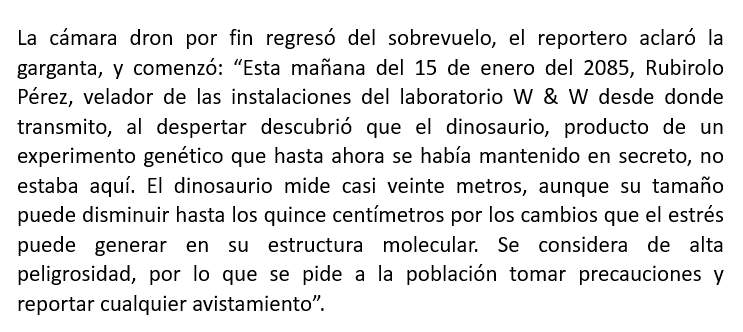 La cámara dron por fin regresó del sobrevuelo, el reportero aclaró la
garganta, y comenzó: “Esta mañana del 15 de enero del 2085, Rubirolo
Pérez, velador de las instalaciones del laboratorio W & W desde donde
transmito, al despertar descubrió que el dinosaurio, producto de un
experimento genético que hasta ahora se había mantenido en secreto, no
estaba aquí. El dinosaurio mide casi veinte metros, aunque su tamaño
puede disminuir hasta los quince centímetros por los cambios que el estrés
puede generar en su estructura molecular. Se considera de alta
peligrosidad, por lo que se pide a la población tomar precauciones y
reportar cualquier avistamiento”.